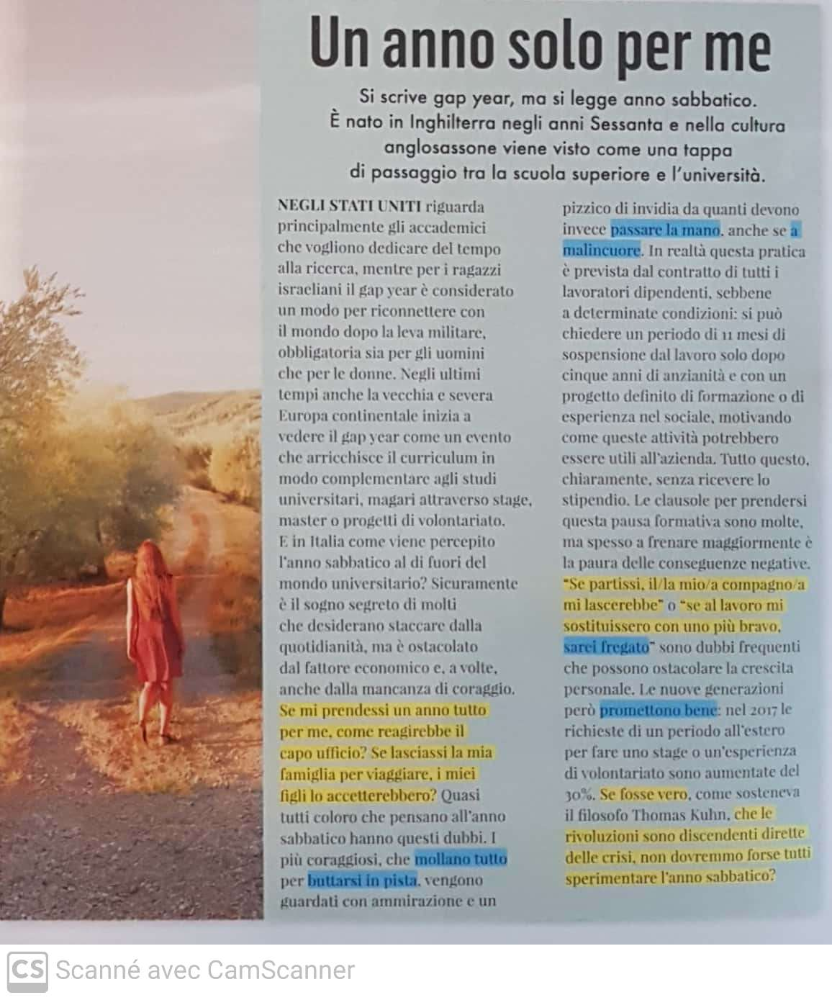 Un anno solo per me
Si scrive gap year, ma si legge anno sabbatico.
È nato in Inghilterra negli anni Sessanta e nella cultura
anglosassone viene visto come una tappa
di passaggio tra la scuola superiore e l'università.
NEGLI STATI UNITI riguarda
principalmente gli accademici
che vogliono dedicare del tempo
alla ricerca, mentre per i ragazzi
israeliani il gap year è considerato
un modo per riconnettere con
il mondo dopo la leva militare,
obbligatoria sia per gli uomini
che per le donne. Negli ultimi
tempi anche la vecchia e severa
Europa continentale inizia a
vedere il gap year come un evento
che arricchisce il curriculum in
modo complementare agli studi
universitari, magari attraverso stage,
master o progetti di volontariato.
E in Italia come viene percepito
l'anno sabbatico al di fuori del
mondo universitario? Sicuramente
è il sogno segreto di molti
che desiderano staccare dalla
quotidianità, ma è ostacolato
dal fattore economico e, a volte,
anche dalla mancanza di coraggio.
Se mi prendessi un anno tutto
per me, come reagirebbe il
capo ufficio? Se lasciassi la mia
famiglia per viaggiare, i miei
figli lo accetterebbero? Quasi
tutti coloro che pensano all'anno
sabbatico hanno questi dubbi. I
più coraggiosi, che mollano tutto
per buttarsi in pista, vengono
guardati con ammirazione e un
pizzico di invidia da quanti devono
invece passare la mano, anche se a
malincuore. In realtà questa pratica
è prevista dal contratto di tutti i
lavoratori dipendenti, sebbene
a determinate condizioni: si può
chiedere un periodo di 11 mesi di
sospensione dal lavoro solo dopo
cinque anni di anzianità e con un
progetto definito di formazione o di
esperienza nel sociale, motivando
come queste attività potrebbero
essere utili all'azienda. Tutto questo,
chiaramente, senza ricevere lo
stipendio. Le clausole per prendersi
questa pausa formativa sono molte,
ma spesso a frenare maggiormente è
la paura delle conseguenze negative.
"Se partissi, il/la mio/a compagno/a
mi lascerebbe" o "se al lavoro mi
sostituissero con uno più bravo,
sarei fregato" sono dubbi frequenti
che possono ostacolare la crescita
personale. Le nuove generazioni
però promettono bene: nel 2017 le
richieste di un periodo all'estero
per fare uno stage o un'esperienza
di volontariato sono aumentate del
30%. Se fosse vero, come sosteneva
il filosofo Thomas Kuhn, che le
rivoluzioni sono discendenti dirette
delle crisi, non dovremmo forse tutti
sperimentare l'anno sabbatico?
CS Scanné avec CamScanner